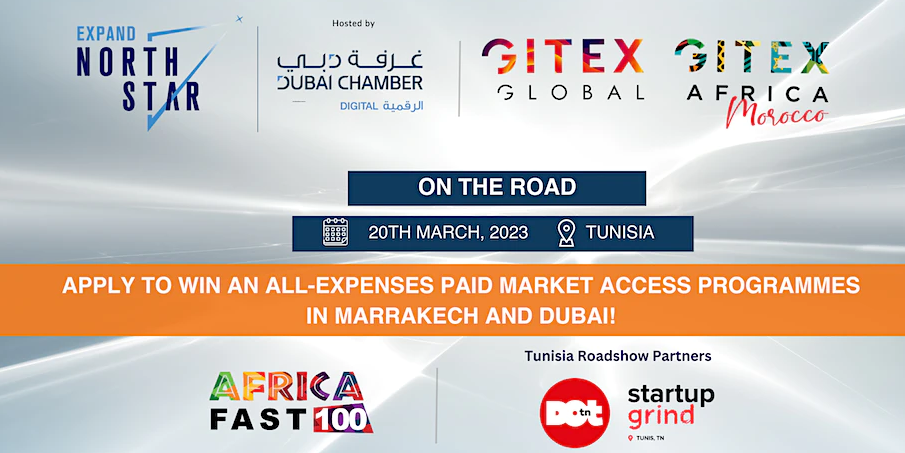 EXPAND
NORTH
STAR
Hosted by
غرفة دبي
DUBAI CHAMBER
DIGITAL الرقمية
GITEX
GLOBAL
GITEX
AFRICA
Morocco
ON THE ROAD
20TH MARCH, 2023 TUNISIA
APPLY TO WIN AN ALL-EXPENSES PAID MARKET ACCESS PROGRAMMES
IN MARRAKECH AND DUBAI!
AFRICA
FAST 100
Tunisia Roadshow Partners
DOt tn
startup
grind
TUNIS, TN